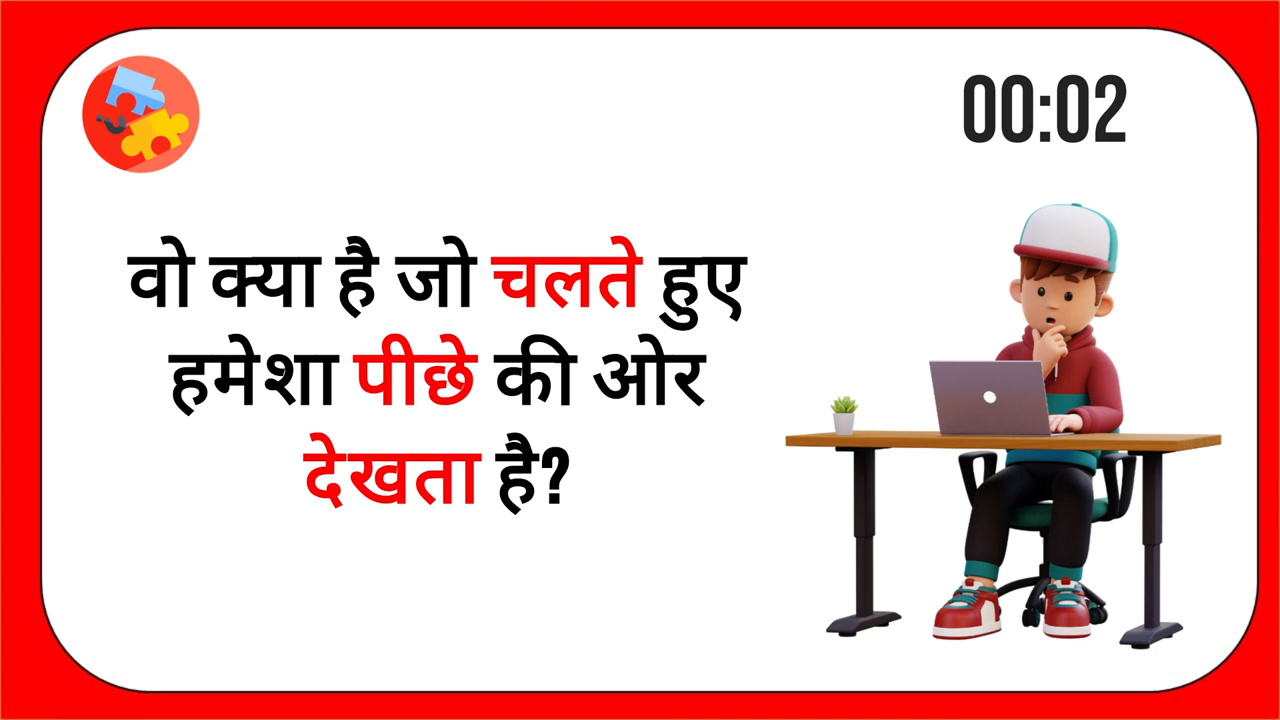 00:02
वो क्या है जो चलते हुए
हमेशा पीछे की ओर
देखता है?